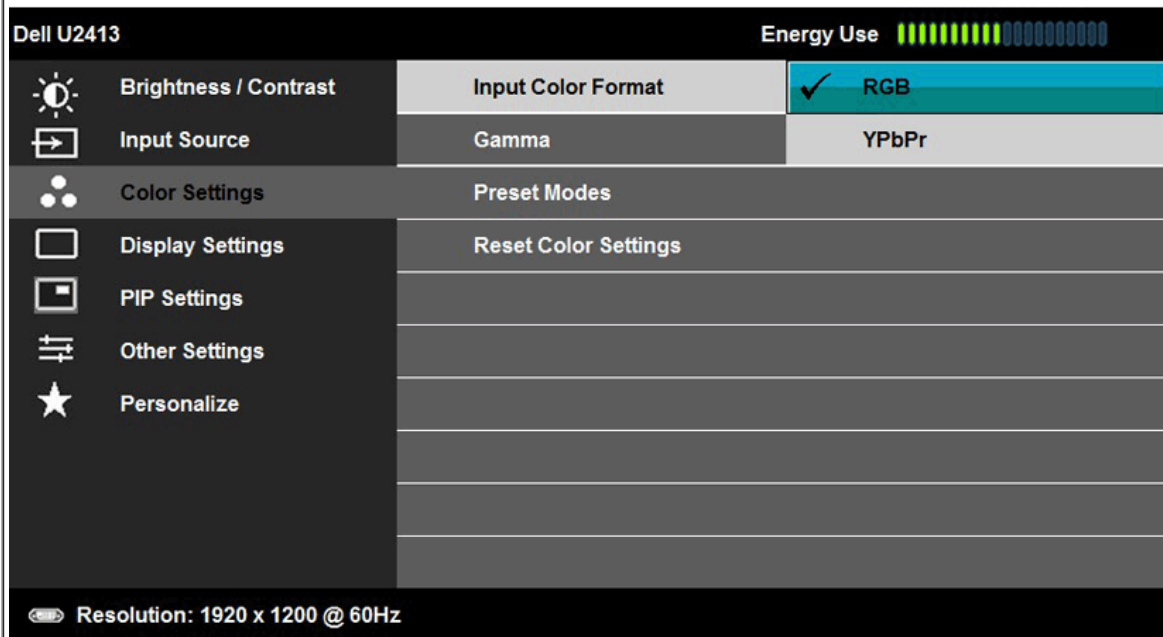 Dell U2413 Energy Use
Brightness / Contrast Input Color Format RGB
Input Source Gamma YPbPr
Color Settings Preset Modes
Display Settings Reset Color Settings
PIP Settings
Other Settings
Personalize
Resolution: 1920 x 1200 @ 60Hz